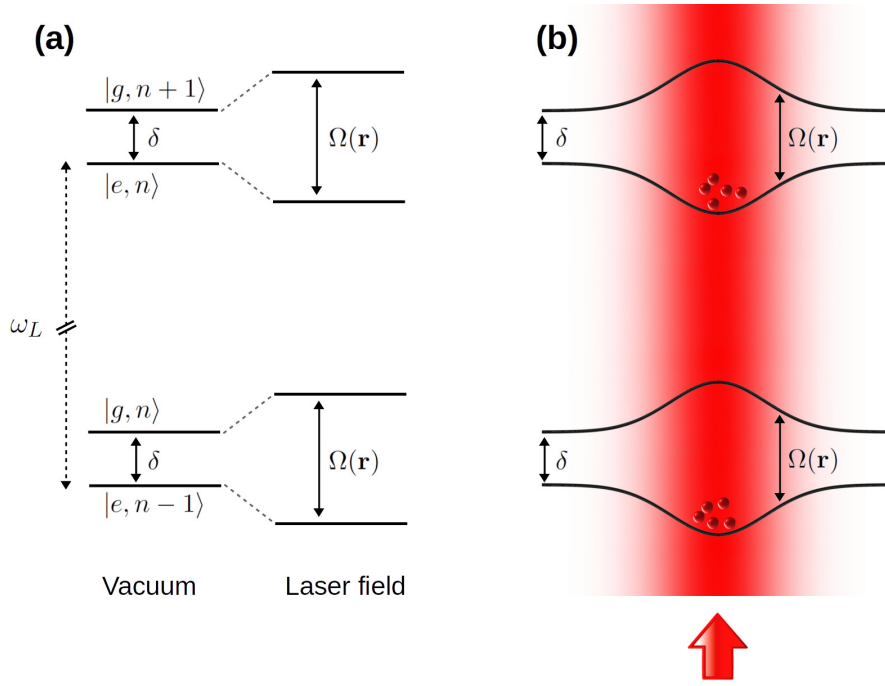 (a)
|g, n + 1⟩
δ
|e, n⟩
Ω(r)
ω_L
|g, n⟩
δ
|e, n − 1⟩
Ω(r)
Vacuum
Laser field
(b)
δ
Ω(r)
δ
Ω(r)